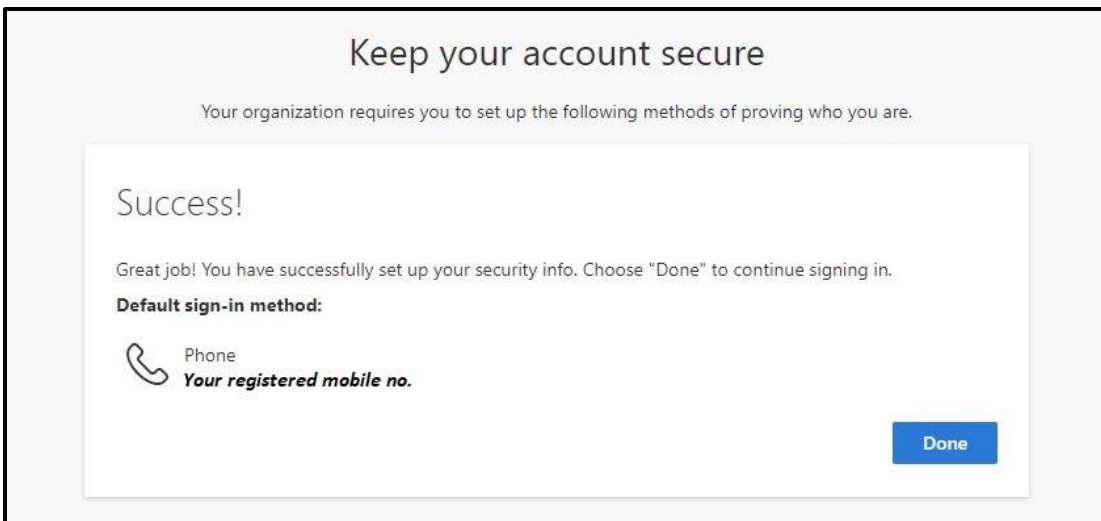 Keep your account secure
Your organization requires you to set up the following methods of proving who you are.
Success!
Great job! You have successfully set up your security info. Choose "Done" to continue signing in.
Default sign-in method:
Phone
Your registered mobile no.
Done